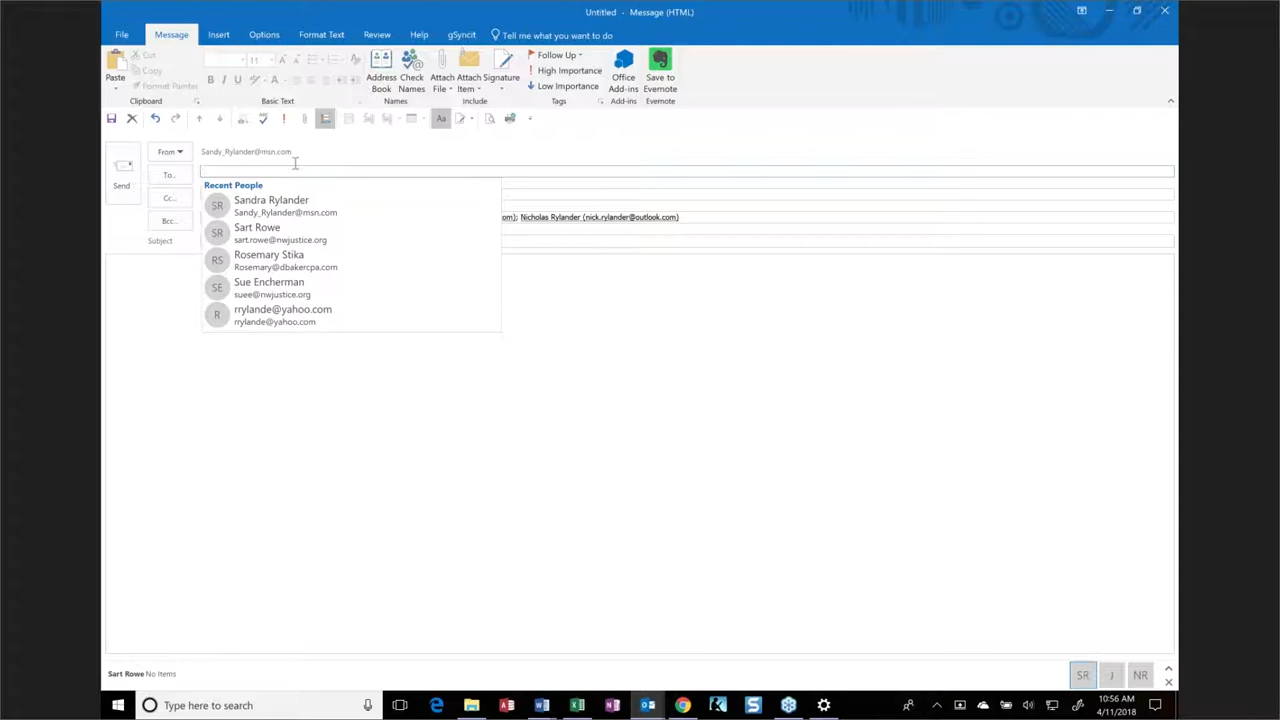 Untitled - Message (HTML)
File Message Insert Options Format Text Review Help gSyncit Tell me what you want to do
Paste Cut Copy Format Painter
11
B I U
Address Book Check Names Attach File Attach Item Signature
Follow Up
High Importance
Low Importance
Office Add-ins Save to Evernote
Clipboard Basic Text Names Include Tags Add-ins Evernote
Aa
Send
From Sandy_Rylander@msn.com
To..
Cc...
Bcc...
Subject
Recent People
SR Sandra Rylander
Sandy_Rylander@msn.com
om); Nicholas Rylander (nick.rylander@outlook.com)
SR Sart Rowe
sart.rowe@nwjustice.org
RS Rosemary Stika
Rosemary@dbakercpa.com
SE Sue Encherman
suee@nwjustice.org
R rrylande@yahoo.com
rrylande@yahoo.com
Sart Rowe No Items
SR J NR
Type here to search
10:56 AM
4/11/2018